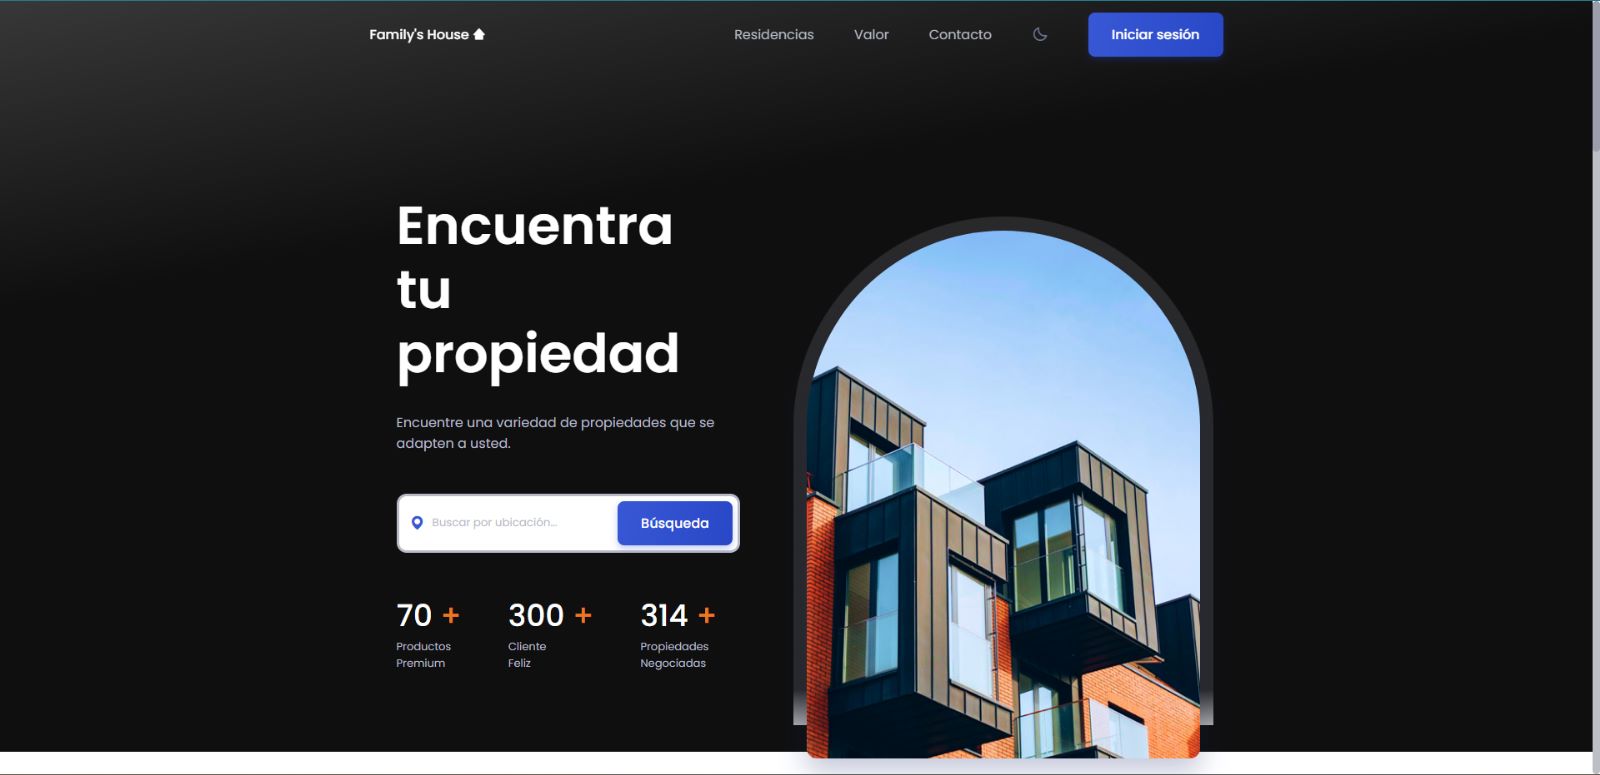 Family's House
Residencias
Valor
Contacto
Iniciar sesión
Encuentra
tu
propiedad
Encuentre una variedad de propiedades que se
adapten a usted.
Buscar por ubicación...
Búsqueda
70 +
Productos
Premium
300 +
Cliente
Feliz
314 +
Propiedades
Negociadas